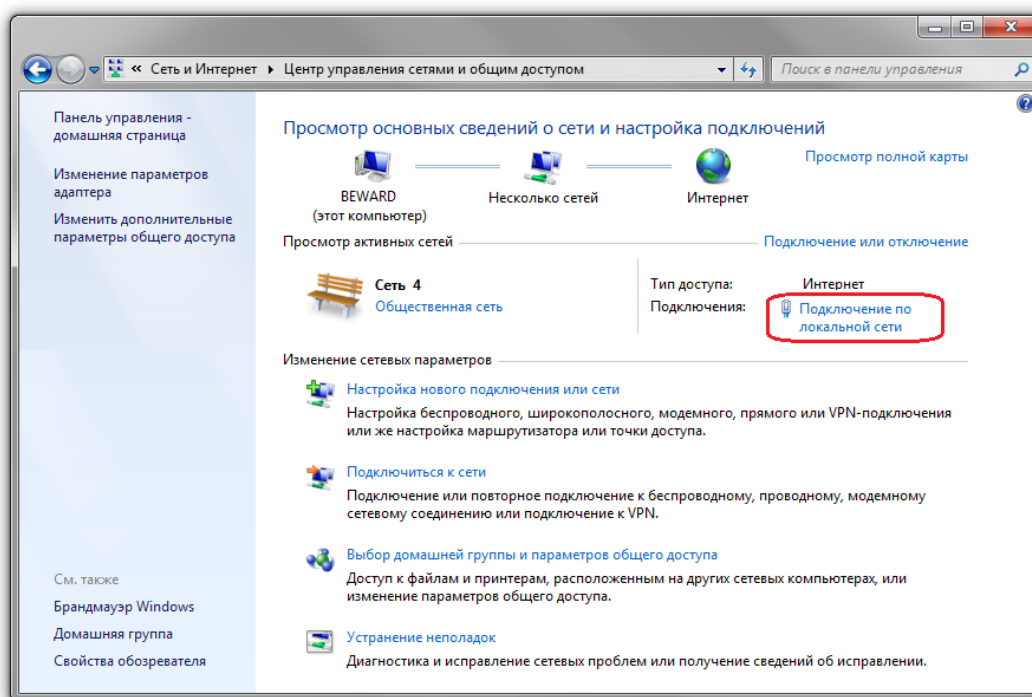 « Сеть и Интернет ▸ Центр управления сетями и общим доступом
Поиск в панели управления
Панель управления -
домашняя страница
Изменение параметров
адаптера
Изменить дополнительные
параметры общего доступа
См. также
Брандмауэр Windows
Домашняя группа
Свойства обозревателя
Просмотр основных сведений о сети и настройка подключений
BEWARD
(этот компьютер)
Несколько сетей
Интернет
Просмотр полной карты
Просмотр активных сетей
Подключение или отключение
Сеть 4
Общественная сеть
Тип доступа: Интернет
Подключения: Подключение по
локальной сети
Изменение сетевых параметров
Настройка нового подключения или сети
Настройка беспроводного, широкополосного, модемного, прямого или VPN-подключения
или же настройка маршрутизатора или точки доступа.
Подключиться к сети
Подключение или повторное подключение к беспроводному, проводному, модемному
сетевому соединению или подключение к VPN.
Выбор домашней группы и параметров общего доступа
Доступ к файлам и принтерам, расположенным на других сетевых компьютерах, или
изменение параметров общего доступа.
Устранение неполадок
Диагностика и исправление сетевых проблем или получение сведений об исправлении.